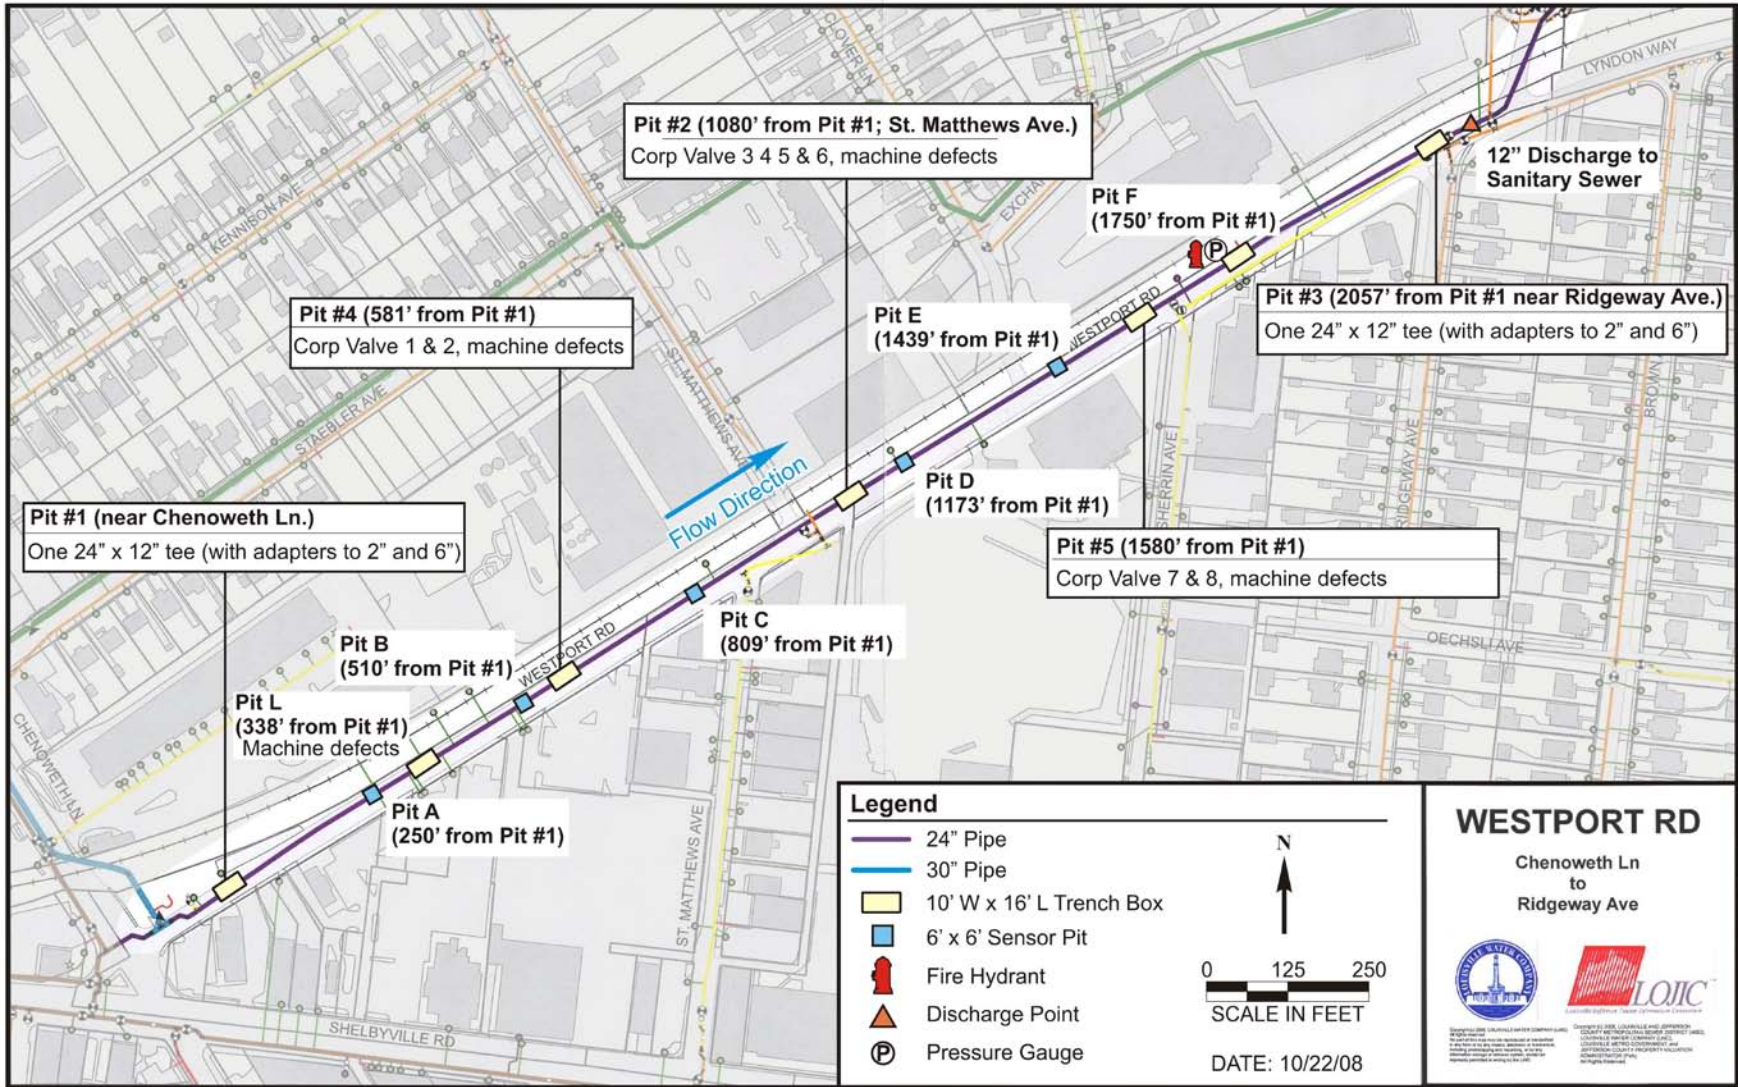 CLOVER LN
LYNDON WAY
Pit #2 (1080' from Pit #1; St. Matthews Ave.)
Corp Valve 3 4 5 & 6, machine defects
12" Discharge to
Sanitary Sewer
KENNISON AVE
Pit F
(1750' from Pit #1)
Pit #4 (581' from Pit #1)
Corp Valve 1 & 2, machine defects
Pit E
(1439' from Pit #1)
WESTPORT RD
Pit #3 (2057' from Pit #1 near Ridgeway Ave.)
One 24" x 12" tee (with adapters to 2" and 6")
STAEBLER AVE
ST. MATTHEWS AVE
BROWN
RIDGEWAY AVE
SHERRIN AVE
Flow Direction
Pit D
(1173' from Pit #1)
Pit #1 (near Chenoweth Ln.)
One 24" x 12" tee (with adapters to 2" and 6")
Pit #5 (1580' from Pit #1)
Corp Valve 7 & 8, machine defects
Pit C
(809' from Pit #1)
Pit B
(510' from Pit #1)
WESTPORT RD
OECHSLI AVE
Pit L
(338' from Pit #1)
Machine defects
CHENOWETH LN
Pit A
(250' from Pit #1)
ST. MATTHEWS AVE
SHELBYVILLE RD
Legend
24" Pipe
30" Pipe
10' W x 16' L Trench Box
6' x 6' Sensor Pit
Fire Hydrant
Discharge Point
P Pressure Gauge
N
0 125 250
SCALE IN FEET
DATE: 10/22/08
WESTPORT RD
Chenoweth Ln
to
Ridgeway Ave
LOUISVILLE WATER COMPANY
LOJIC